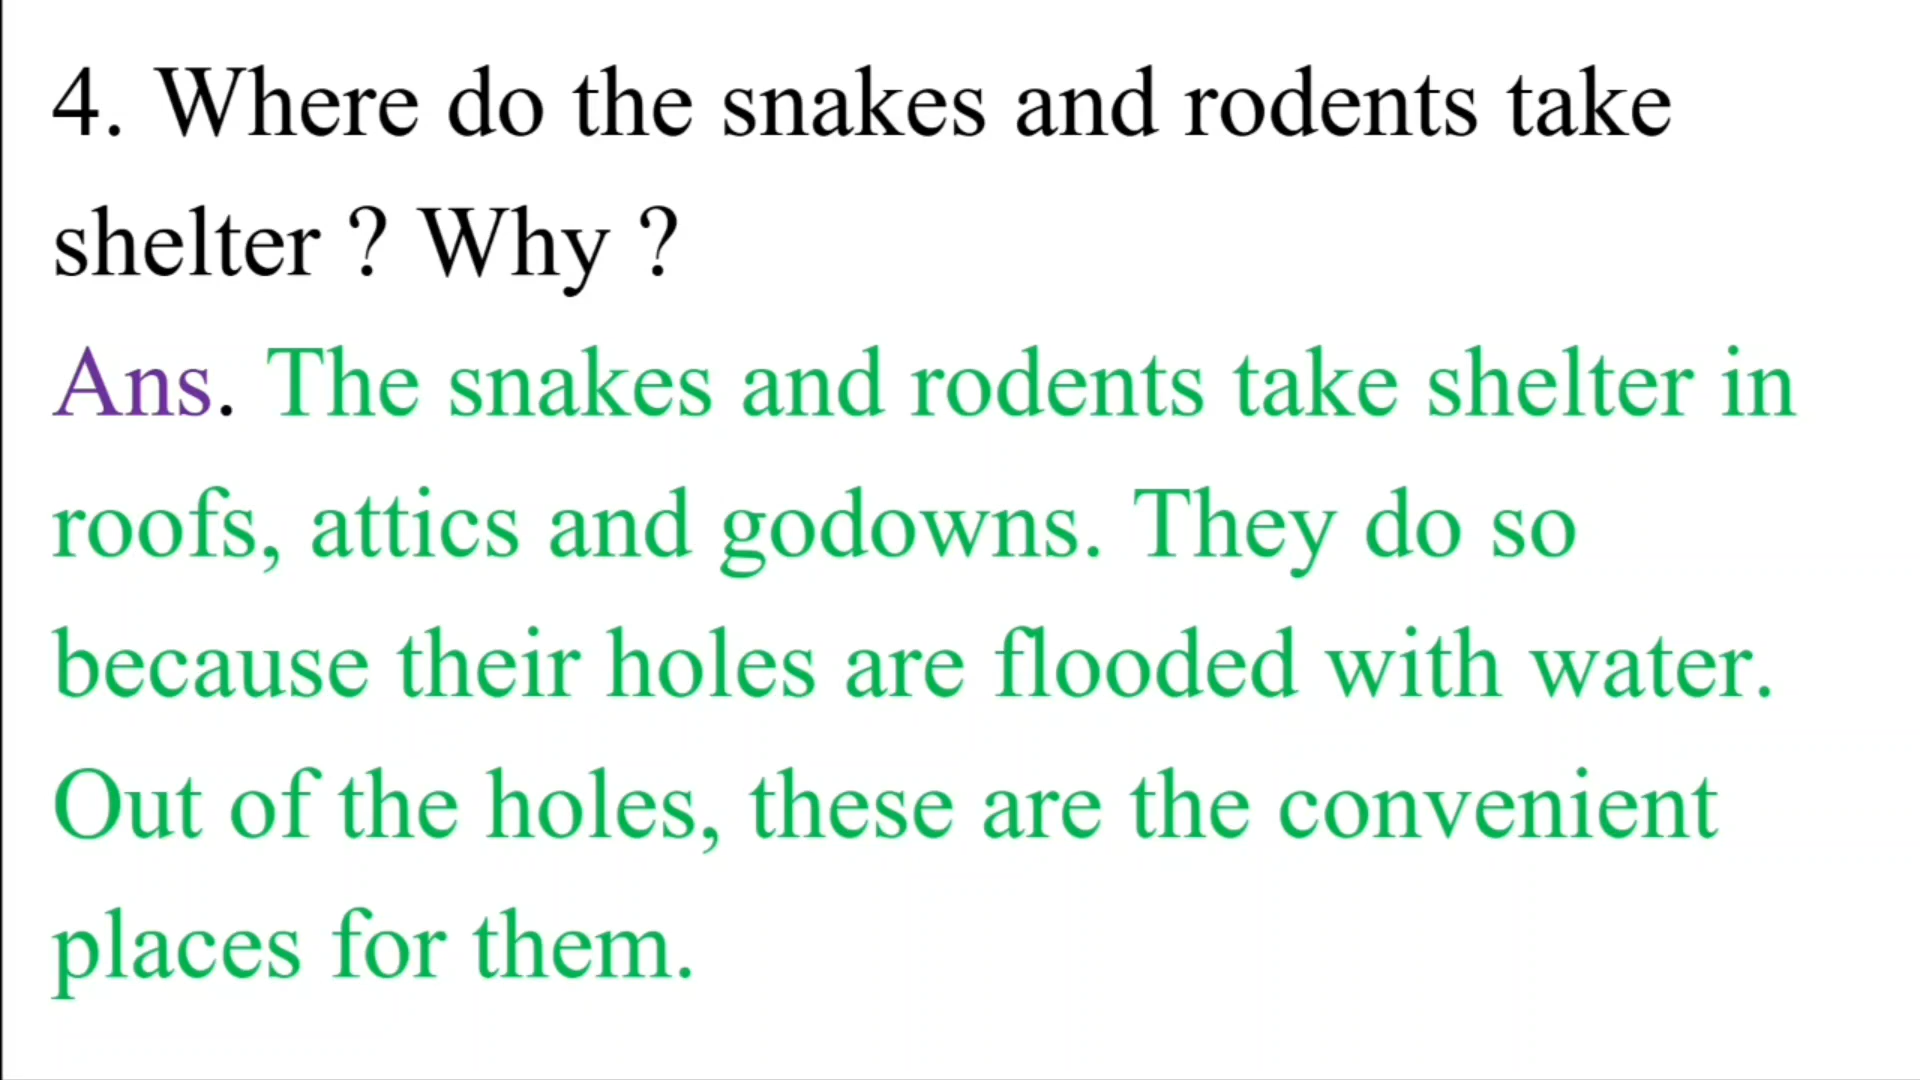 4. Where do the snakes and rodents take
shelter ? Why ?
Ans. The snakes and rodents take shelter in
roofs, attics and godowns. They do so
because their holes are flooded with water.
Out of the holes, these are the convenient
places for them.